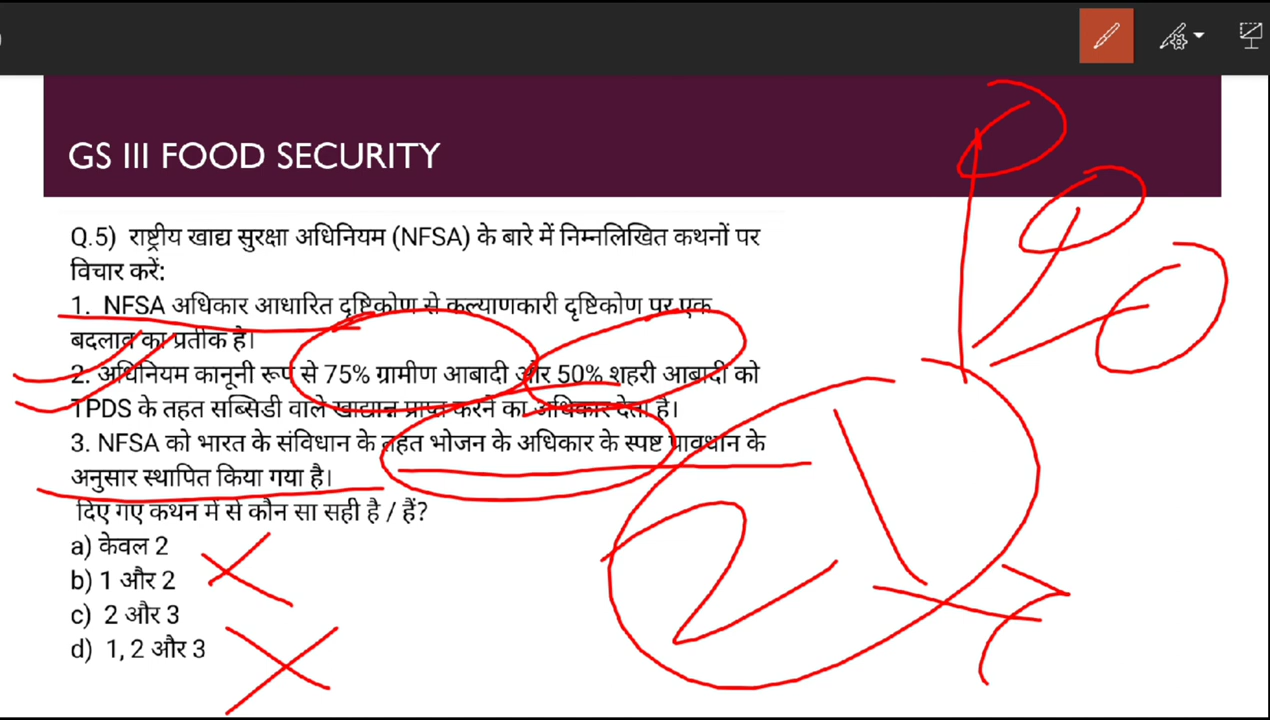 GS III FOOD SECURITY
Q.5) राष्ट्रीय खाद्य सुरक्षा अधिनियम (NFSA) के बारे में निम्नलिखित कथनों पर
विचार करें:
1. NFSA अधिकार आधारित दृष्टिकोण से कल्याणकारी दृष्टिकोण पर एक
बदलाव का प्रतीक है।
2. अधिनियम कानूनी रूप से 75% ग्रामीण आबादी और 50% शहरी आबादी को
TPDS के तहत सब्सिडी वाले खाद्यान्न प्राप्त करने का अधिकार देता है।
3. NFSA को भारत के संविधान के तहत भोजन के अधिकार के स्पष्ट प्रावधान के
अनुसार स्थापित किया गया है।
दिए गए कथन में से कौन सा सही है / हैं?
a) केवल 2
b) 1 और 2
c) 2 और 3
d) 1, 2 और 3
2